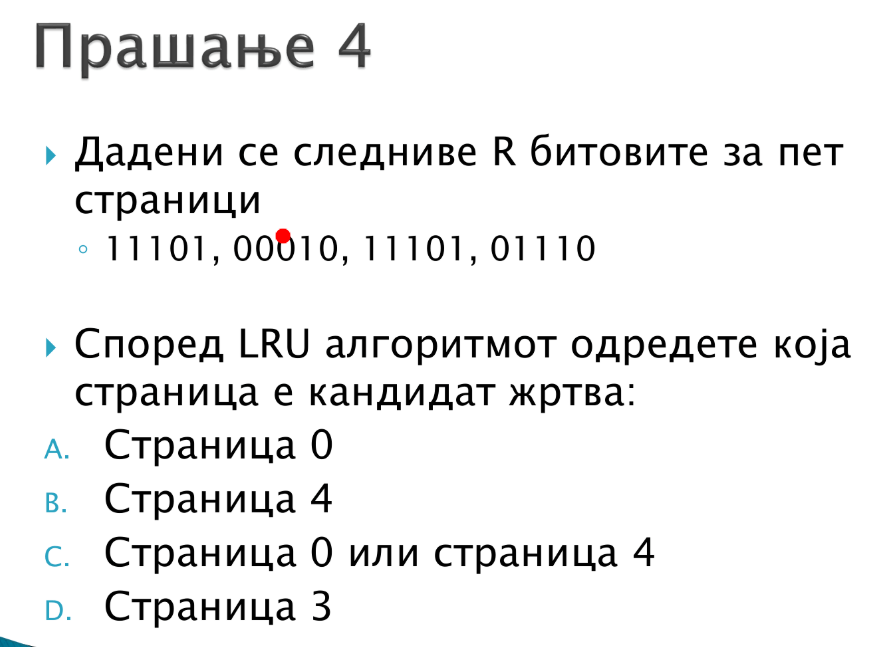 Прашање 4
Дадени се следниве R битовите за пет
страници
11101, 00010, 11101, 01110
Според LRU алгоритмот одредете која
страница е кандидат жртва:
A. Страница 0
B. Страница 4
C. Страница 0 или страница 4
D. Страница 3